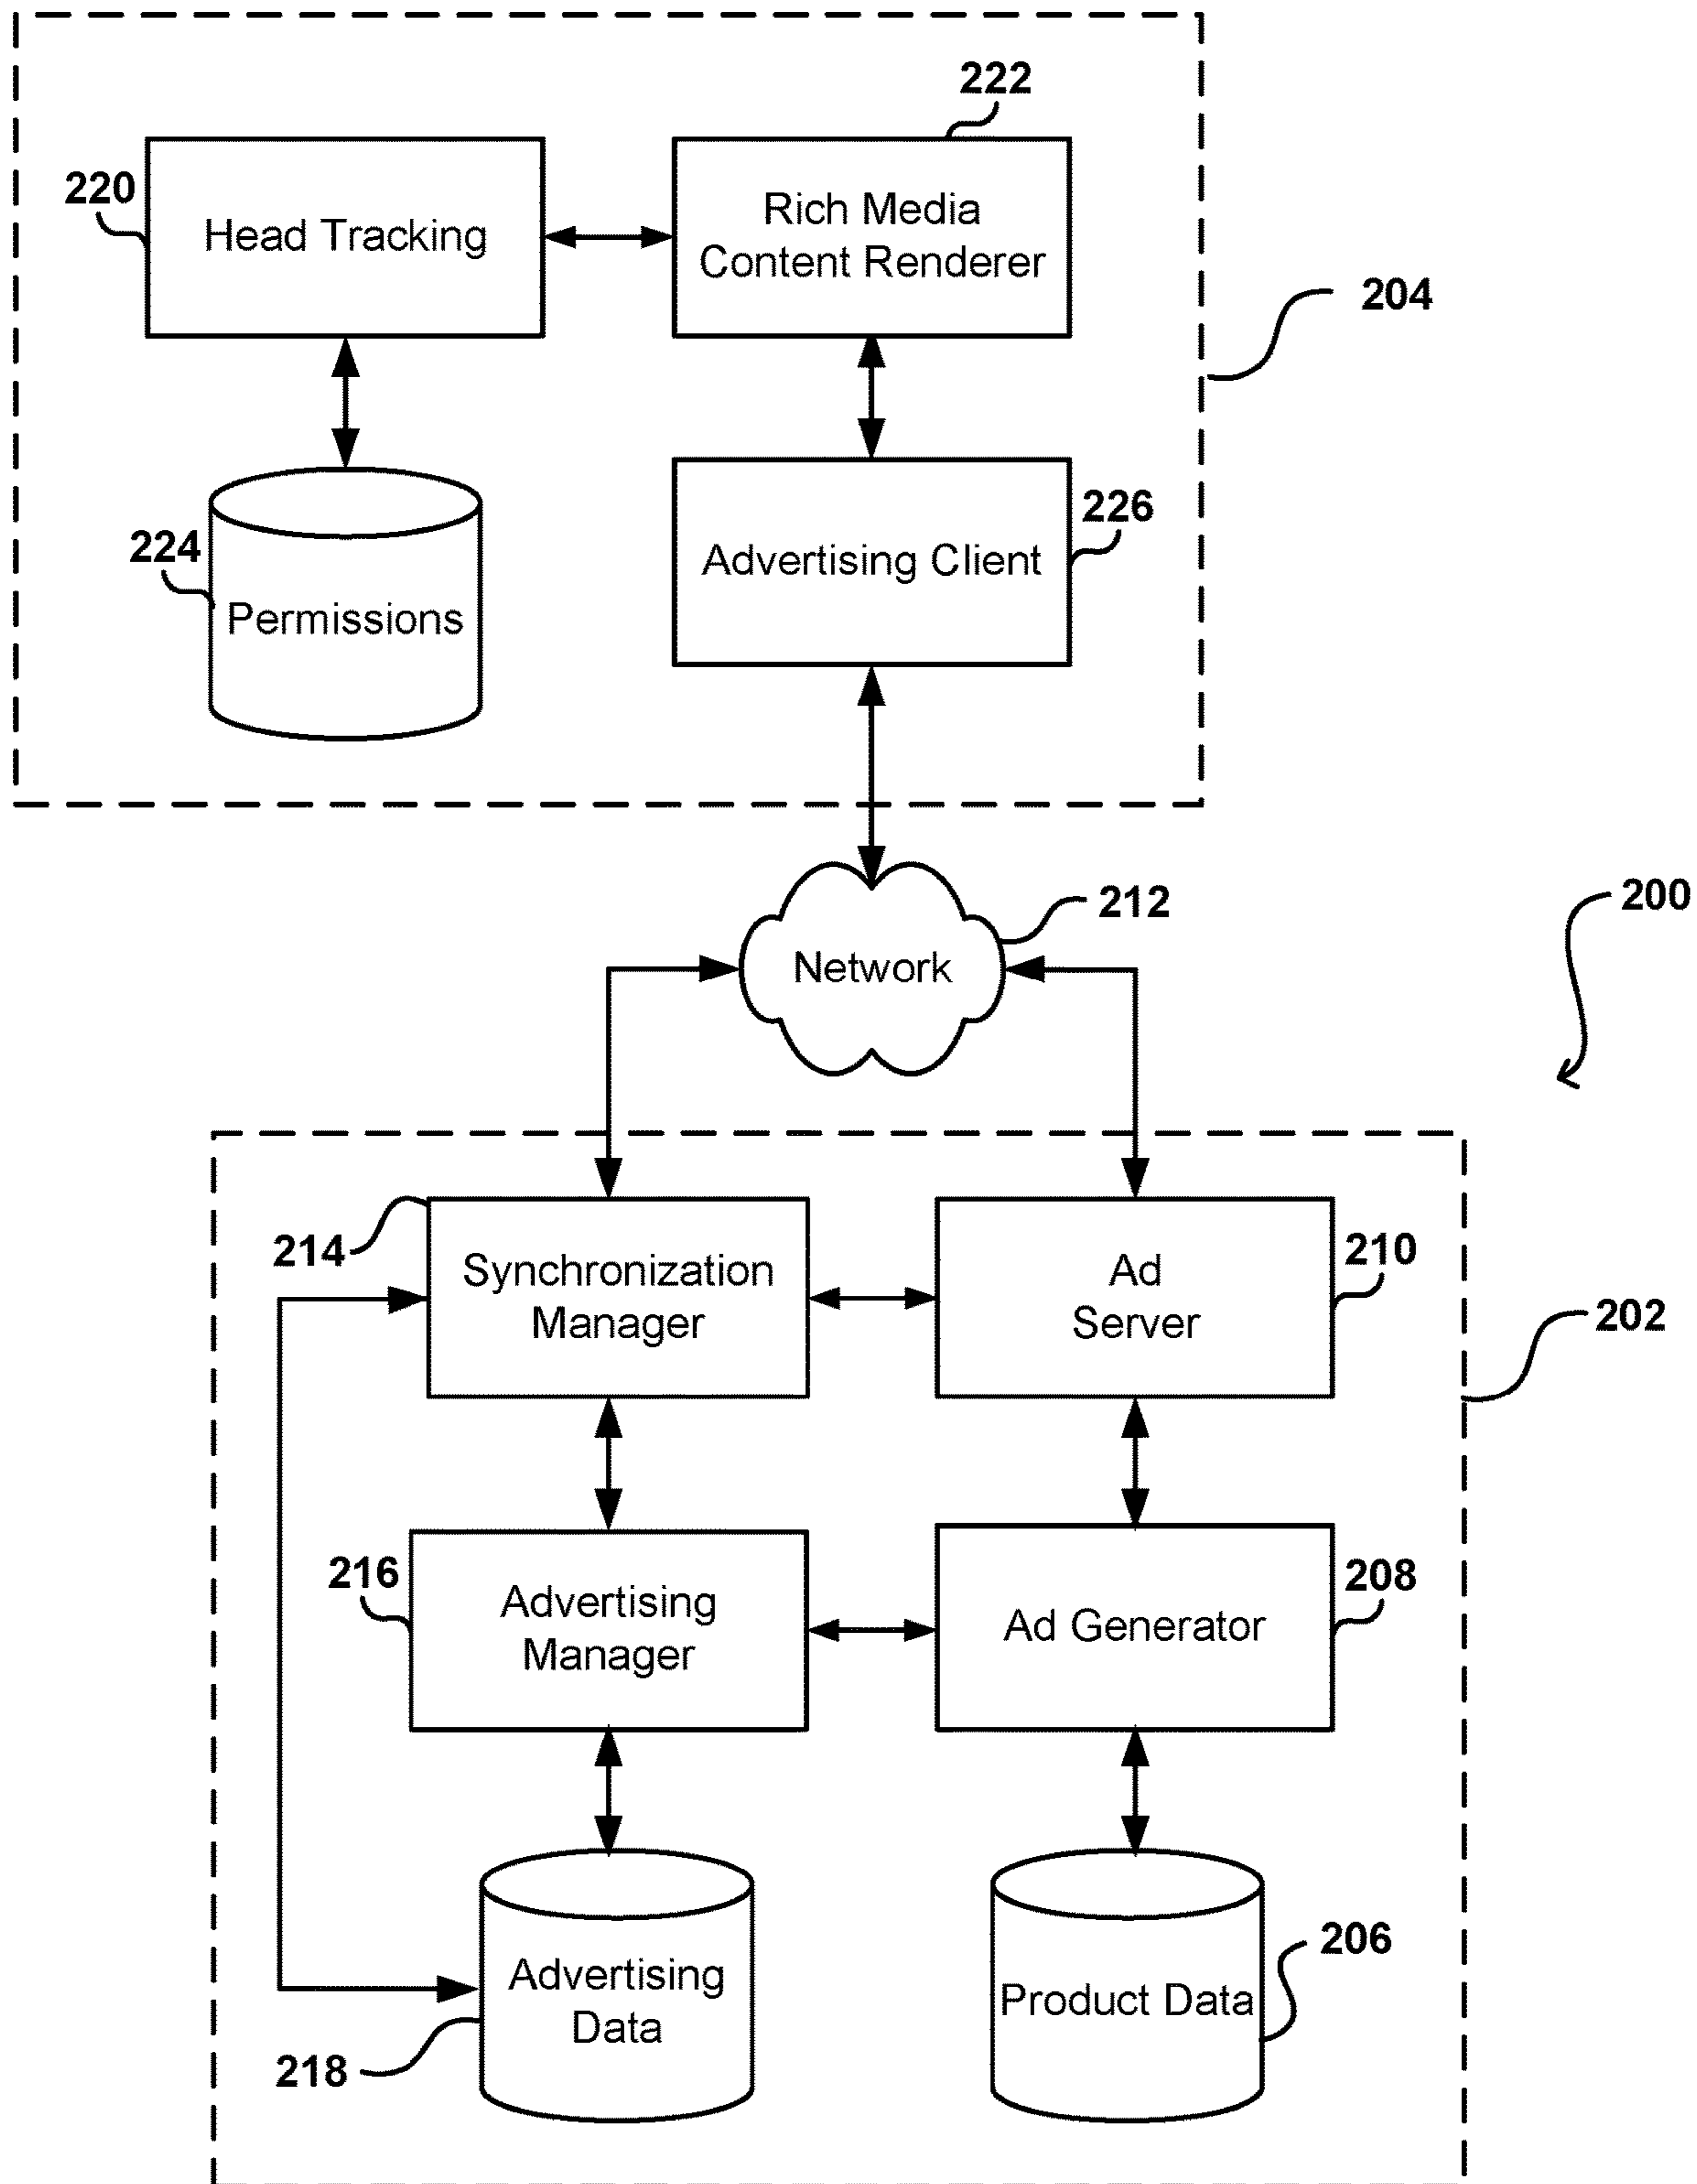 222
220
Head Tracking
Rich Media
Content Renderer
204
224
Permissions
226
Advertising Client
212
Network
200
214
Synchronization
Manager
210
Ad
Server
202
216
Advertising
Manager
208
Ad Generator
218
Advertising
Data
206
Product Data